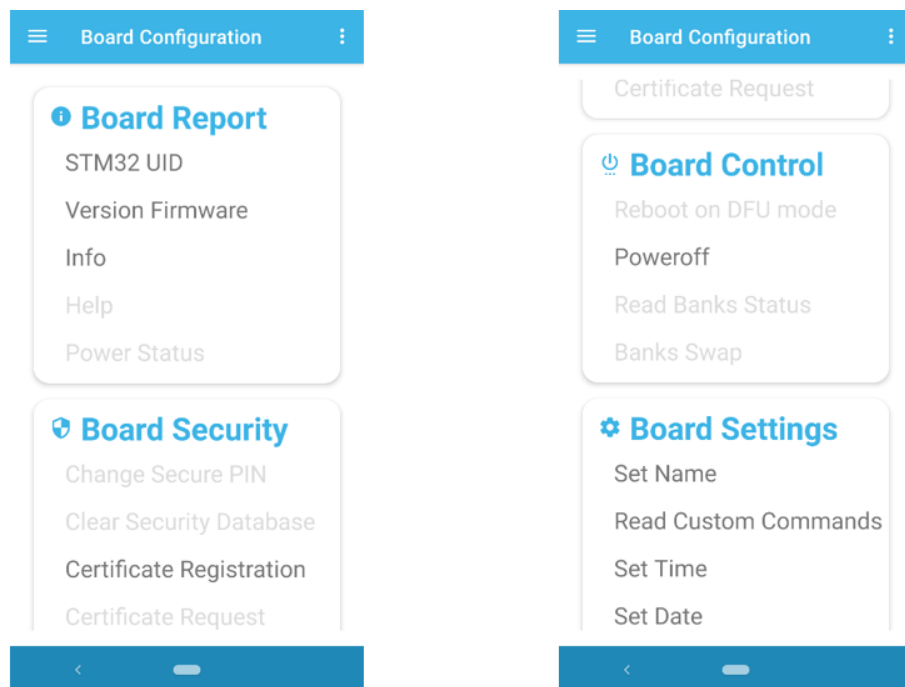 Board Configuration
Board Report
STM32 UID
Version Firmware
Info
Help
Power Status
Board Security
Change Secure PIN
Clear Security Database
Certificate Registration
Certificate Request
Board Configuration
Certificate Request
Board Control
Reboot on DFU mode
Poweroff
Read Banks Status
Banks Swap
Board Settings
Set Name
Read Custom Commands
Set Time
Set Date